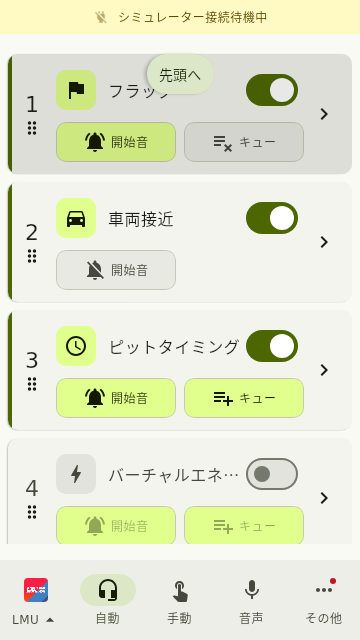 シミュレーター接続待機中
先頭へ
1
フラッグ
開始音
キュー
2
車両接近
開始音
3
ピットタイミング
開始音
キュー
4
バーチャルエネ…
開始音
キュー
LMU
自動
手動
音声
その他